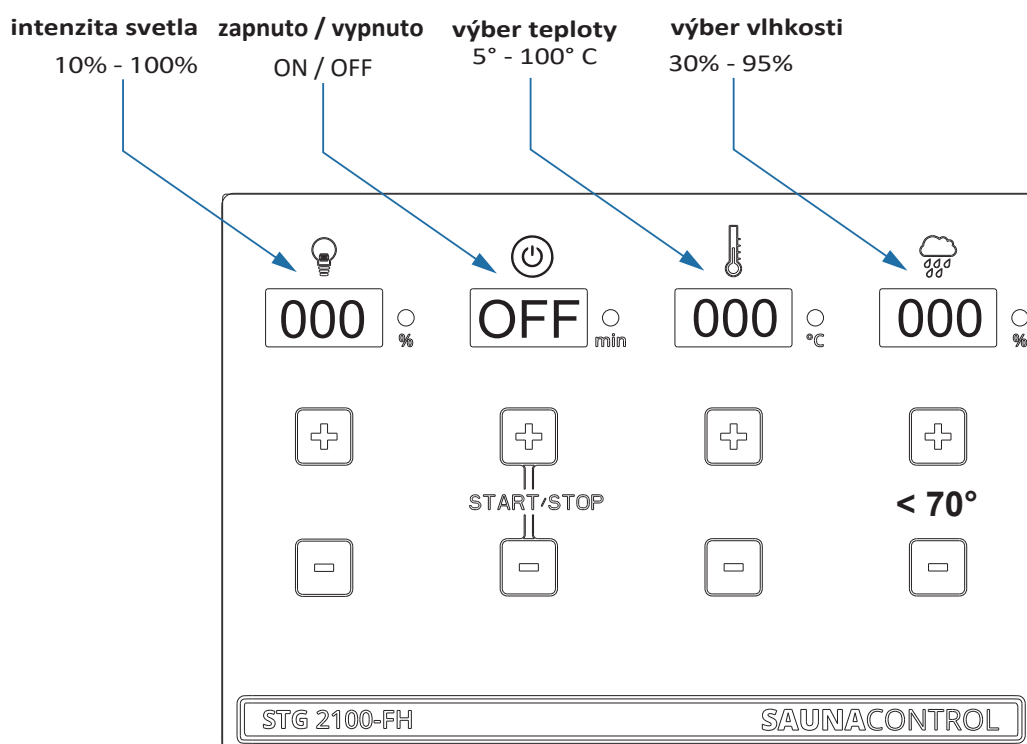 intenzita svetla zapnuto / vypnuto výber teploty výber vlhkosti
10% - 100% ON / OFF 5° - 100° C 30% - 95%
000 % OFF min 000 °C 000 %
START/STOP < 70°
STG 2100-FH SAUNACONTROL